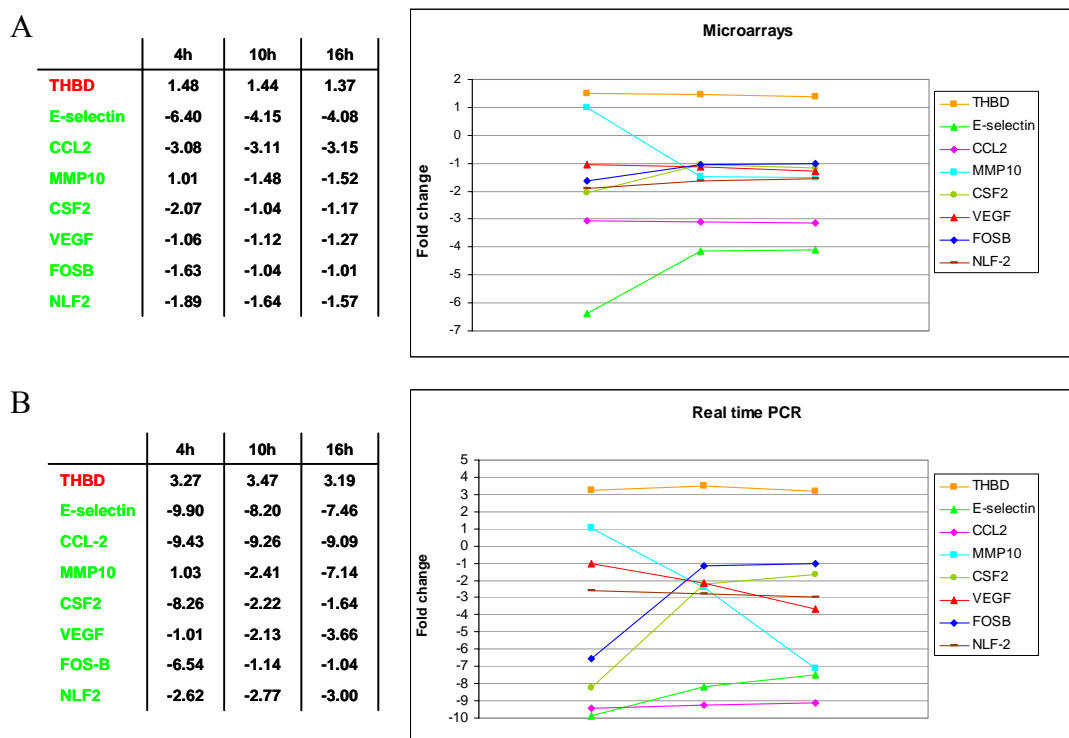 A
4h 10h 16h
THBD 1.48 1.44 1.37
E-selectin -6.40 -4.15 -4.08
CCL2 -3.08 -3.11 -3.15
MMP10 1.01 -1.48 -1.52
CSF2 -2.07 -1.04 -1.17
VEGF -1.06 -1.12 -1.27
FOSB -1.63 -1.04 -1.01
NLF2 -1.89 -1.64 -1.57
Microarrays
Fold change
2
1
0
-1
-2
-3
-4
-5
-6
-7
THBD
E-selectin
CCL2
MMP10
CSF2
VEGF
FOSB
NLF-2
B
4h 10h 16h
THBD 3.27 3.47 3.19
E-selectin -9.90 -8.20 -7.46
CCL-2 -9.43 -9.26 -9.09
MMP10 1.03 -2.41 -7.14
CSF2 -8.26 -2.22 -1.64
VEGF -1.01 -2.13 -3.66
FOS-B -6.54 -1.14 -1.04
NLF2 -2.62 -2.77 -3.00
Real time PCR
Fold change
5
4
3
2
1
0
-1
-2
-3
-4
-5
-6
-7
-8
-9
-10
THBD
E-selectin
CCL2
MMP10
CSF2
VEGF
FOSB
NLF-2